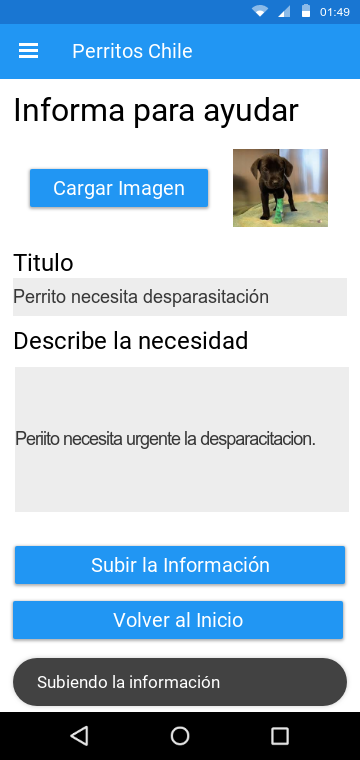 01:49
Perritos Chile
Informa para ayudar
Cargar Imagen
Titulo
Perrito necesita desparasitación
Describe la necesidad
Periito necesita urgente la desparacitacion.
Subir la Información
Volver al Inicio
Subiendo la información